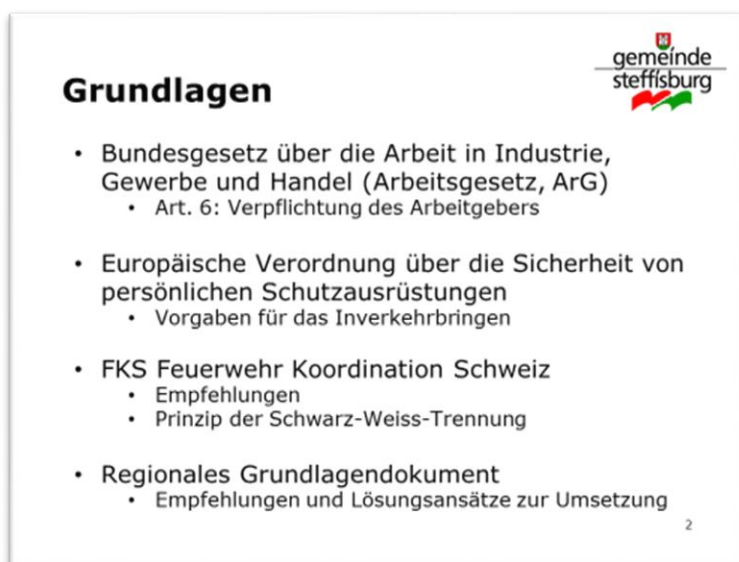 gemeinde
steffisburg
Grundlagen
• Bundesgesetz über die Arbeit in Industrie,
Gewerbe und Handel (Arbeitsgesetz, ArG)
• Art. 6: Verpflichtung des Arbeitgebers
• Europäische Verordnung über die Sicherheit von
persönlichen Schutzausrüstungen
• Vorgaben für das Inverkehrbringen
• FKS Feuerwehr Koordination Schweiz
• Empfehlungen
• Prinzip der Schwarz-Weiss-Trennung
• Regionales Grundlagendokument
• Empfehlungen und Lösungsansätze zur Umsetzung
2